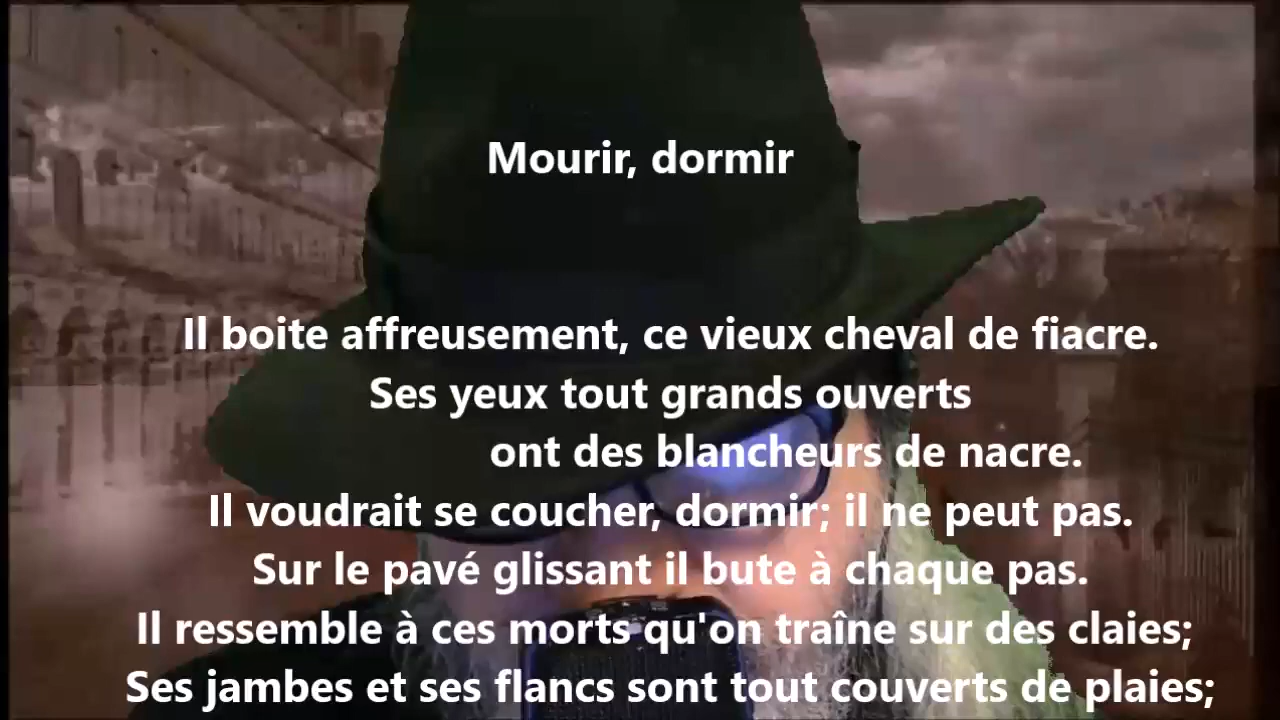 Mourir, dormir
Il boite affreusement, ce vieux cheval de fiacre.
Ses yeux tout grands ouverts
ont des blancheurs de nacre.
Il voudrait se coucher, dormir; il ne peut pas.
Sur le pavé glissant il bute à chaque pas.
Il ressemble à ces morts qu'on traîne sur des claies;
Ses jambes et ses flancs sont tout couverts de plaies;